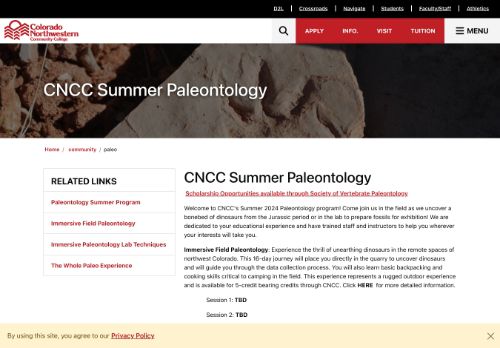 D2L | Crossroads | Navigate | Students | Faculty/Staff | Athletics
Colorado
Northwestern
Community College
APPLY INFO. VISIT TUITION MENU
CNCC Summer Paleontology
Home / community / paleo
RELATED LINKS
Paleontology Summer Program
Immersive Field Paleontology
Immersive Paleontology Lab Techniques
The Whole Paleo Experience
CNCC Summer Paleontology
Scholarship Opportunities available through Society of Vertebrate Paleontology
Welcome to CNCC's Summer 2024 Paleontology program! Come join us in the field as we uncover a
bonebed of dinosaurs from the Jurassic period or in the lab to prepare fossils for exhibition! We are
dedicated to your educational experience and have trained staff and instructors to help you wherever
your interests will take you.
Immersive Field Paleontology: Experience the thrill of unearthing dinosaurs in the remote spaces of
northwest Colorado. This 16-day journey will place you directly in the quarry to uncover dinosaurs
and will guide you through the data collection process. You will also learn basic backpacking and
cooking skills critical to camping in the field. This experience represents a rugged outdoor experience
and is available for 5-credit bearing credits through CNCC. Click HERE for more detailed information.
Session 1: TBD
Session 2: TBD
By using this site, you agree to our Privacy Policy